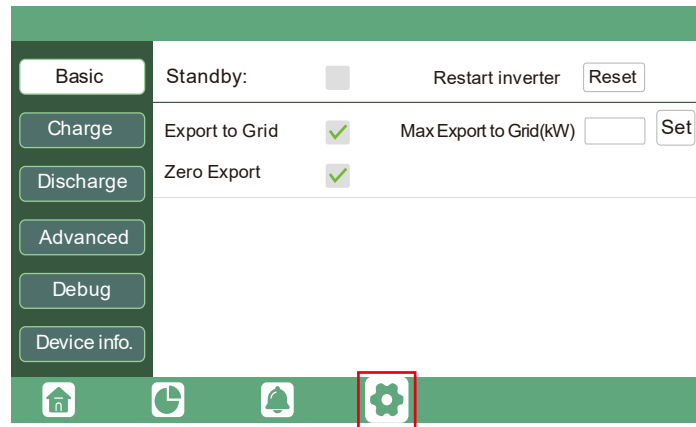 Basic
Standby:
Restart inverter
Reset
Charge
Export to Grid
Max Export to Grid(kW)
Set
Discharge
Zero Export
Advanced
Debug
Device info.